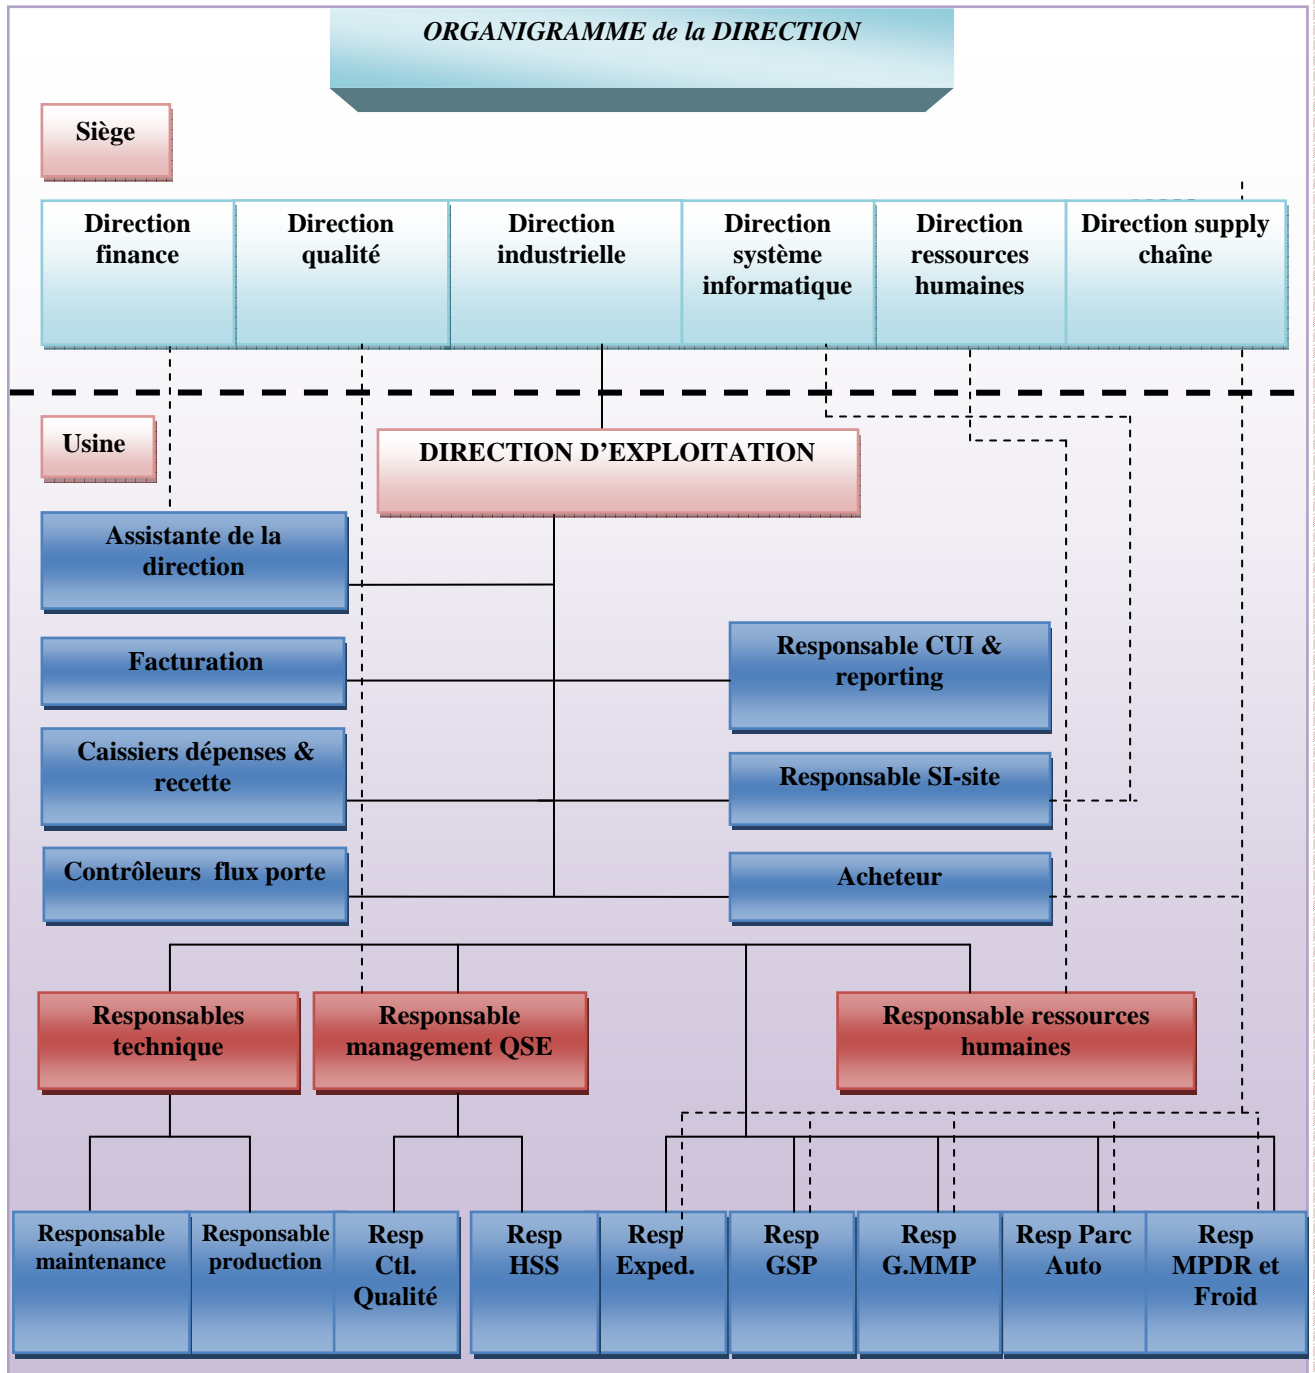 ORGANIGRAMME de la DIRECTION
Siège
Direction
finance
Direction
qualité
Direction
industrielle
Direction
système
informatique
Direction
ressources
humaines
Direction supply
chaîne
Usine
DIRECTION D’EXPLOITATION
Assistante de la
direction
Facturation
Responsable CUI &
reporting
Caissiers dépenses &
recette
Responsable SI-site
Contrôleurs  flux porte
Acheteur
Responsables
technique
Responsable
management QSE
Responsable ressources
humaines
Responsable
maintenance
Responsable
production
Resp
Ctl.
Qualité
Resp
HSS
Resp
Exped.
Resp
GSP
Resp
G.MMP
Resp Parc
Auto
Resp
MPDR et
Froid